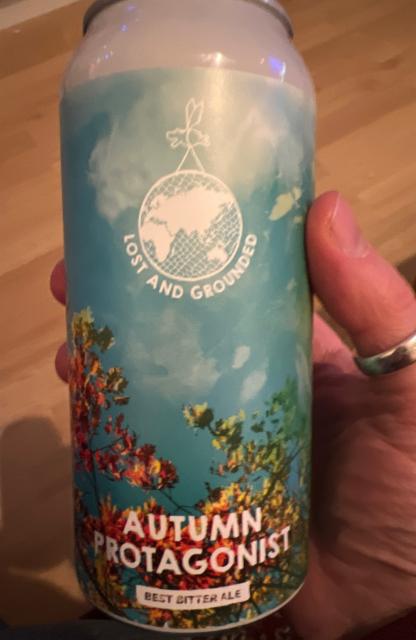 LOST AND GROUNDED
AUTUMN
PROTAGONIST
BEST BITTER ALE